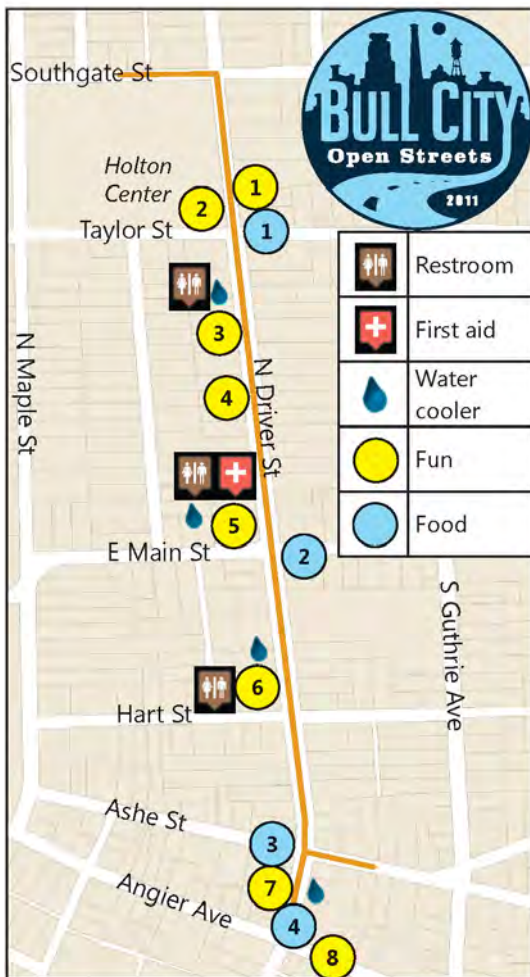 Southgate St
BULL CITY
Open Streets
2011
Holton
Center
1
2
Taylor St
1
Restroom
First aid
Water
cooler
Fun
Food
N Maple St
3
4
N Driver St
5
E Main St
2
S Guthrie Ave
6
Hart St
Ashe St
3
7
Angier Ave
4
8